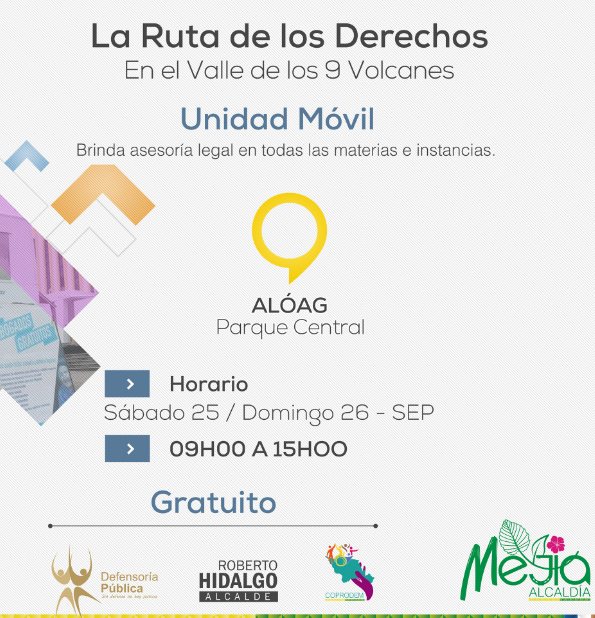 La Ruta de los Derechos
En el Valle de los 9 Volcanes
Unidad Móvil
Brinda asesoría legal en todas las materias e instancias.
ABOGADOS
GRATUITOS
ALÓAG
Parque Central
Horario
Sábado 25 / Domingo 26 - SEP
09H00 A 15HOO
Gratuito
Defensoría
Pública
ROBERTO
HIDALGO
ALCALDE
COPRODEM
Mejía
ALCALDÍA